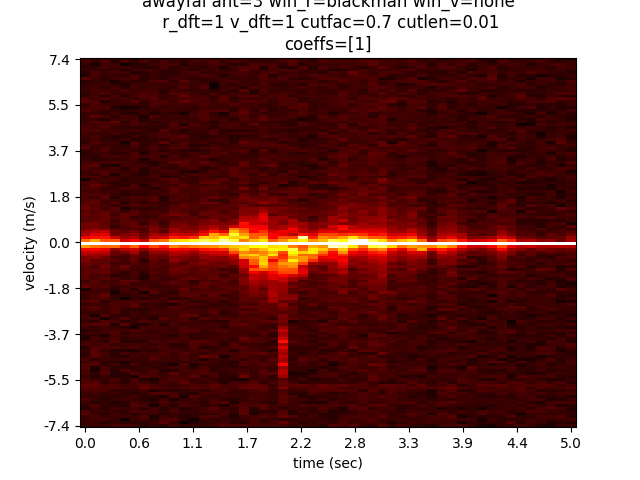 awayfal ant=3 win_r=blackman win_v=none
r_dft=1 v_dft=1 cutfac=0.7 cutlen=0.01
coeffs=[1]
7.4
5.5
3.7
1.8
0.0
-1.8
-3.7
-5.5
-7.4
velocity (m/s)
0.0 0.6 1.1 1.7 2.2 2.8 3.3 3.9 4.4 5.0
time (sec)